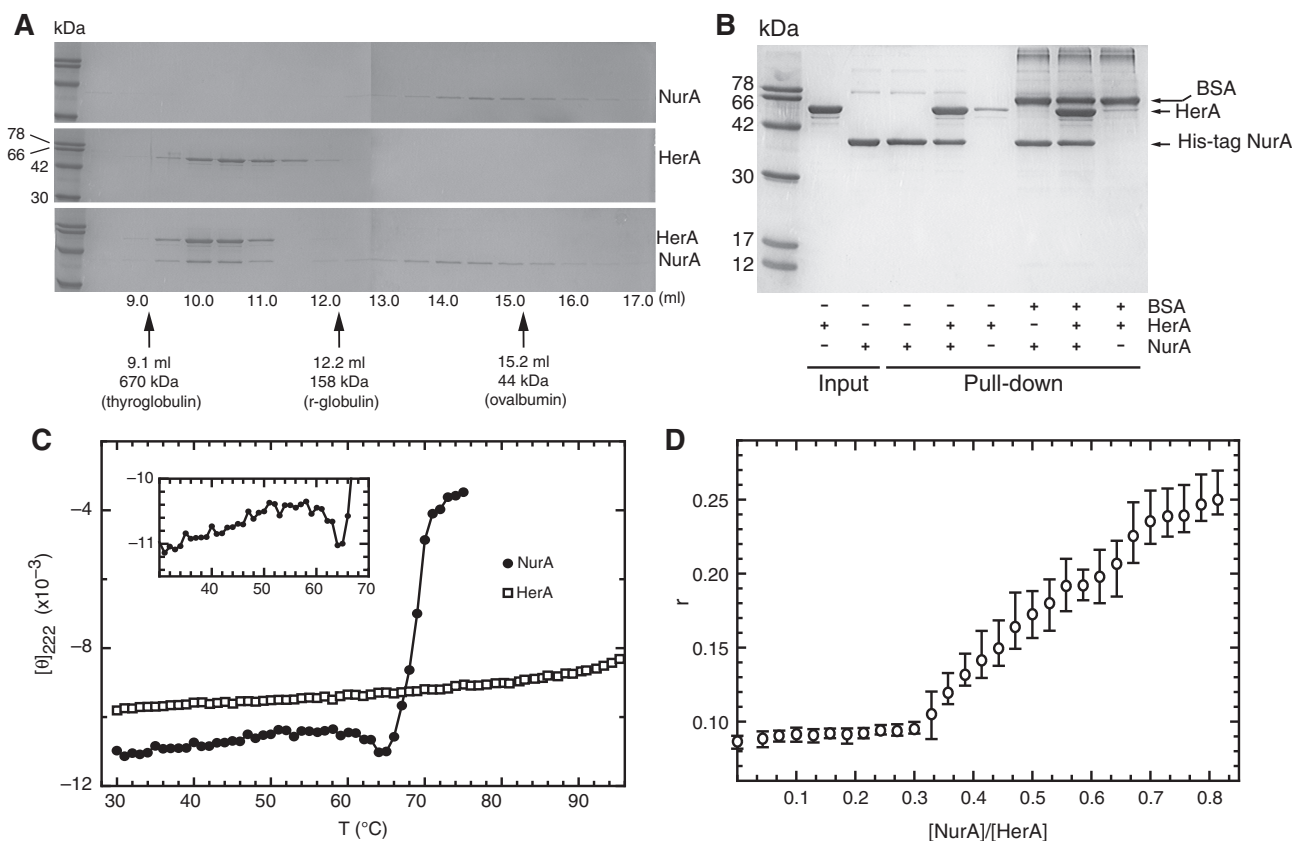 A
kDa
NurA
78
66
42
30
HerA
HerA
NurA
9.0 10.0 11.0 12.0 13.0 14.0 15.0 16.0 17.0 (ml)
9.1 ml
670 kDa
(thyroglobulin)
12.2 ml
158 kDa
(r-globulin)
15.2 ml
44 kDa
(ovalbumin)
B
kDa
78
66
42
30
17
12
BSA
HerA
His-tag NurA
– – – – – + + + BSA
+ – – + + – + + HerA
– + + + – + + – NurA
Input Pull-down
C
–4
–8
–12
[θ]222 (x10–3)
–10
–11
40 50 60 70
NurA
HerA
30 40 50 60 70 80 90
T (°C)
D
0.25
0.20
0.15
0.10
r
0.1 0.2 0.3 0.4 0.5 0.6 0.7 0.8
[NurA]/[HerA]